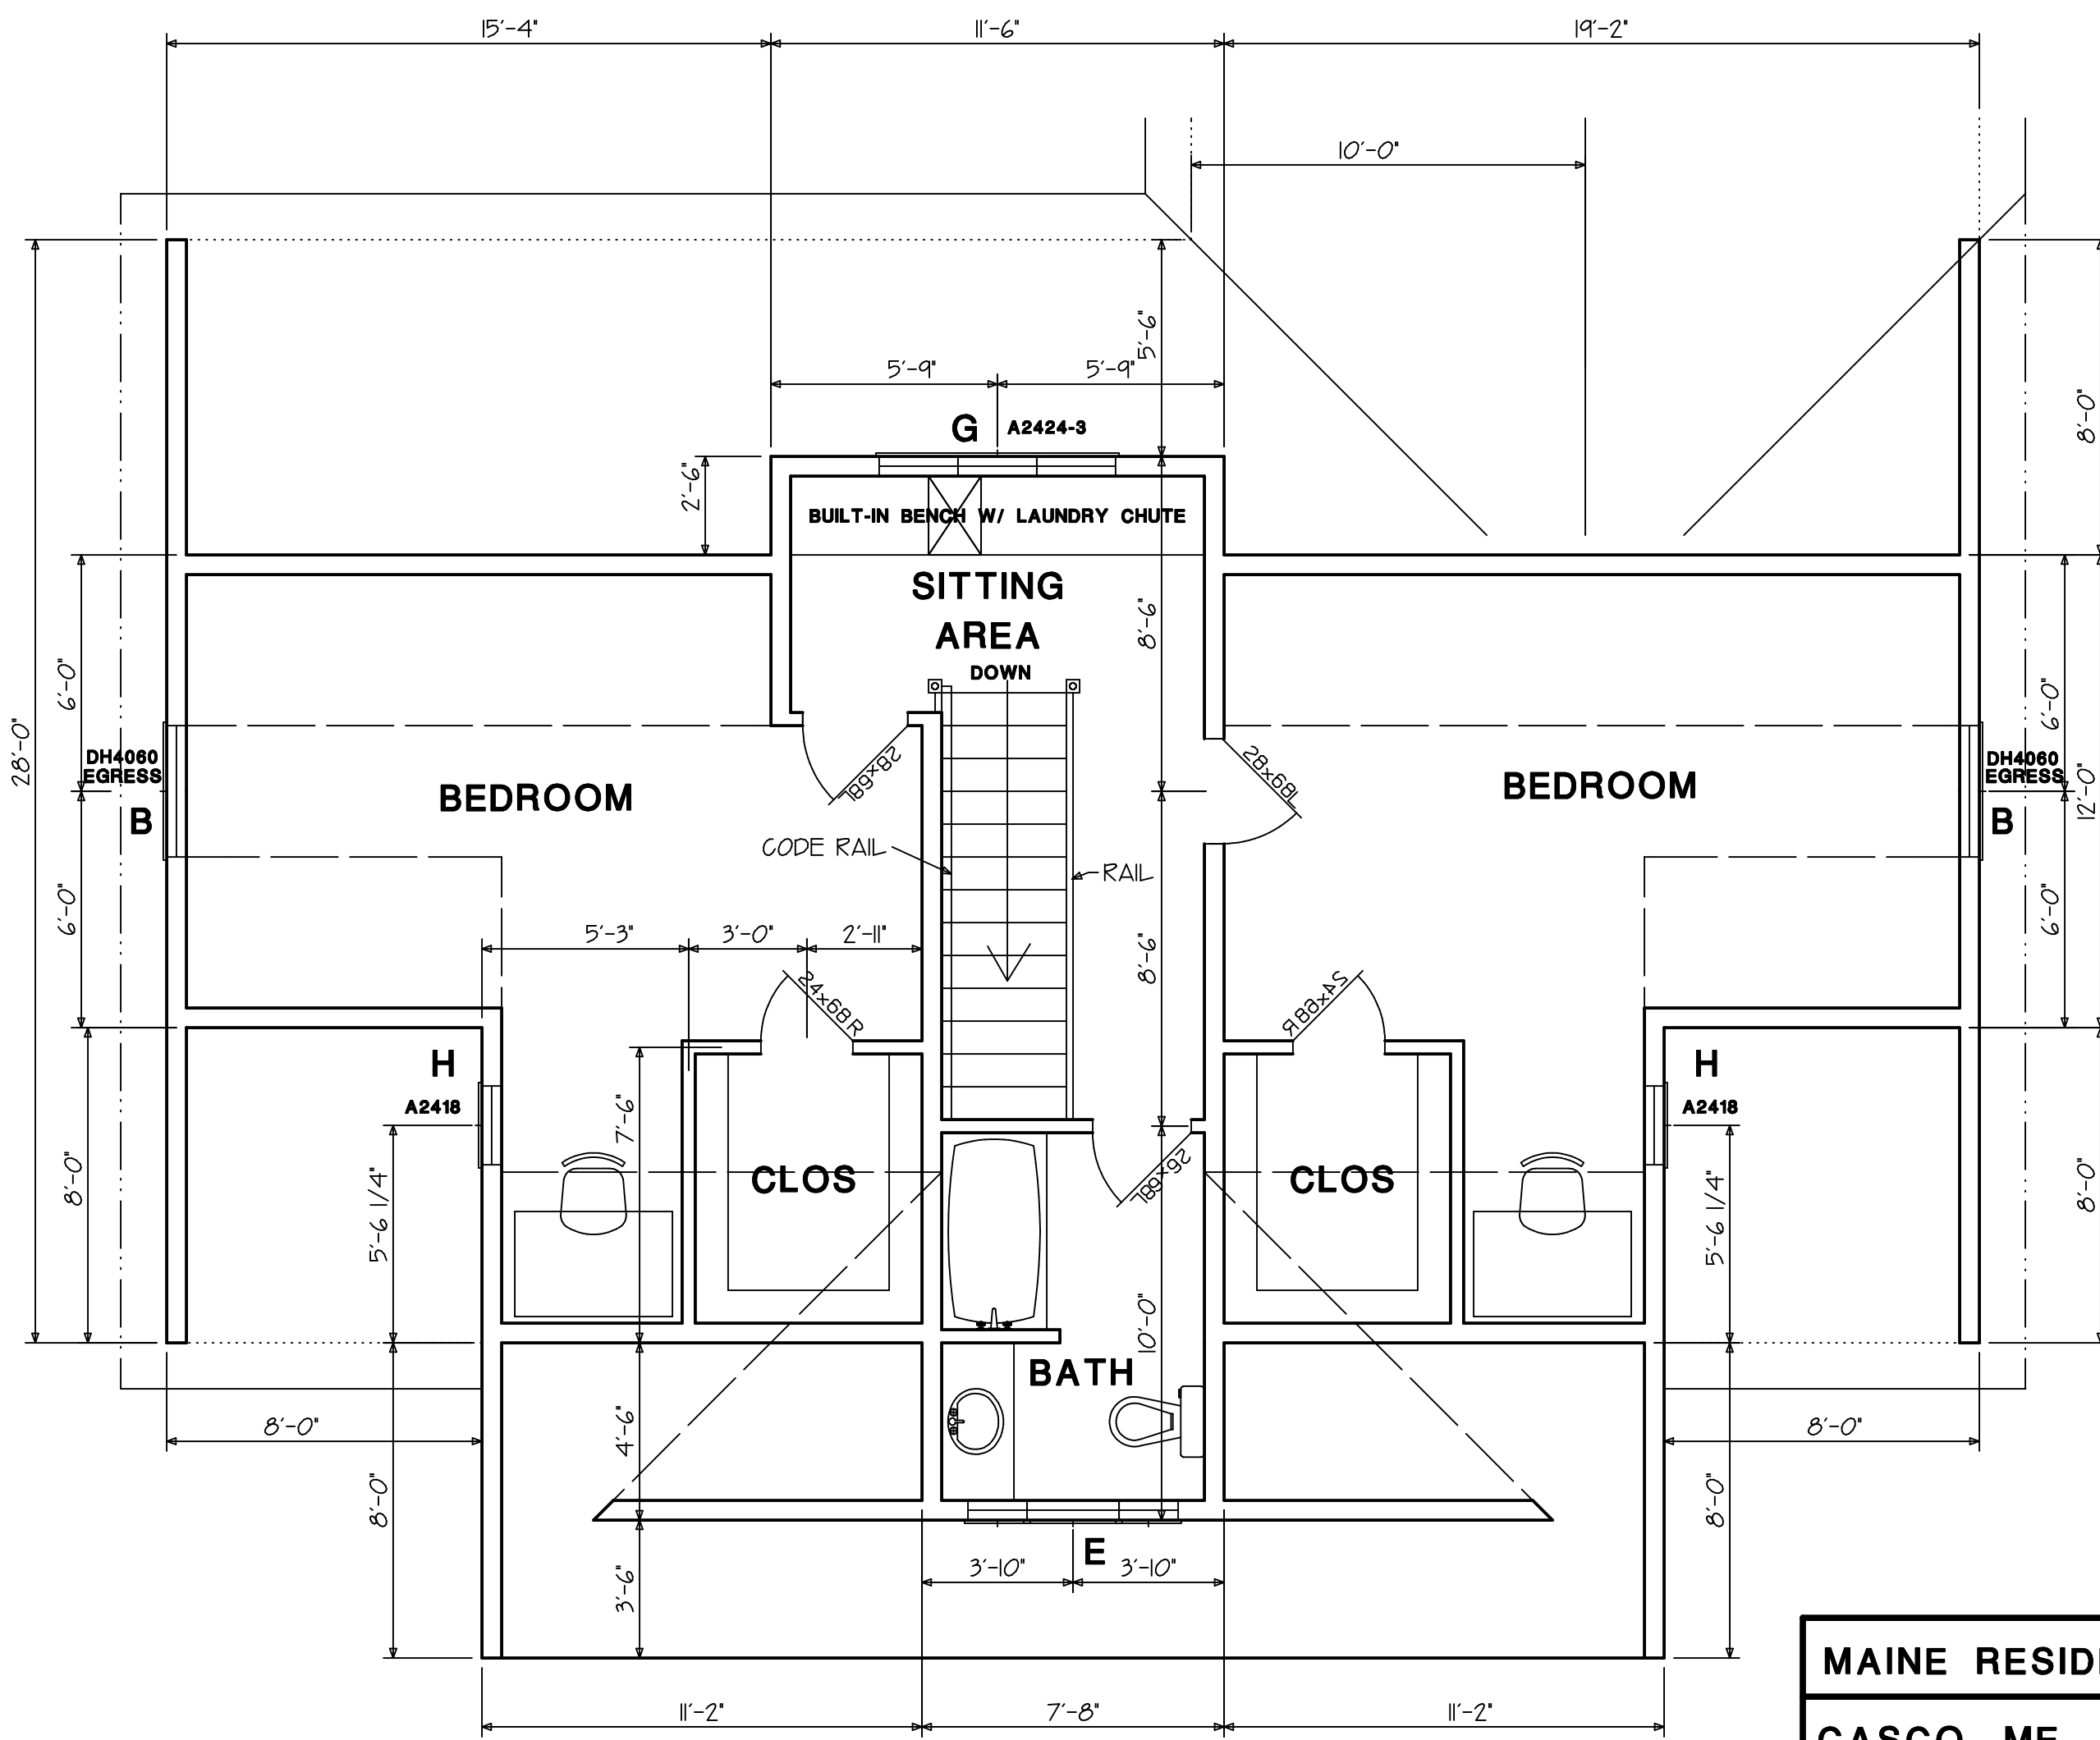 15'-4"
11'-6"
19'-2"
10'-0"
5'-6"
5'-9"
5'-9"
8'-0"
G A2424-3
2'-6"
BUILT-IN BENCH W/ LAUNDRY CHUTE
SITTING
AREA
DOWN
8'-6"
6'-0"
6'-0"
28'-0"
12'-0"
DH4060
EGRESS
B
BEDROOM
28x68L
28x68L
BEDROOM
DH4060
EGRESS
B
CODE RAIL
RAIL
6'-0"
6'-0"
5'-3"
3'-0"
2'-11"
8'-6"
24x68R
24x68R
H
A2418
H
A2418
7'-6"
8'-0"
5'-6 1/4"
CLOS
26x68L
CLOS
5'-6 1/4"
8'-0"
10'-0"
BATH
8'-0"
4'-6"
8'-0"
8'-0"
8'-0"
E
3'-10"
3'-10"
3'-6"
11'-2"
7'-8"
11'-2"
MAINE RESID
CASCO, ME